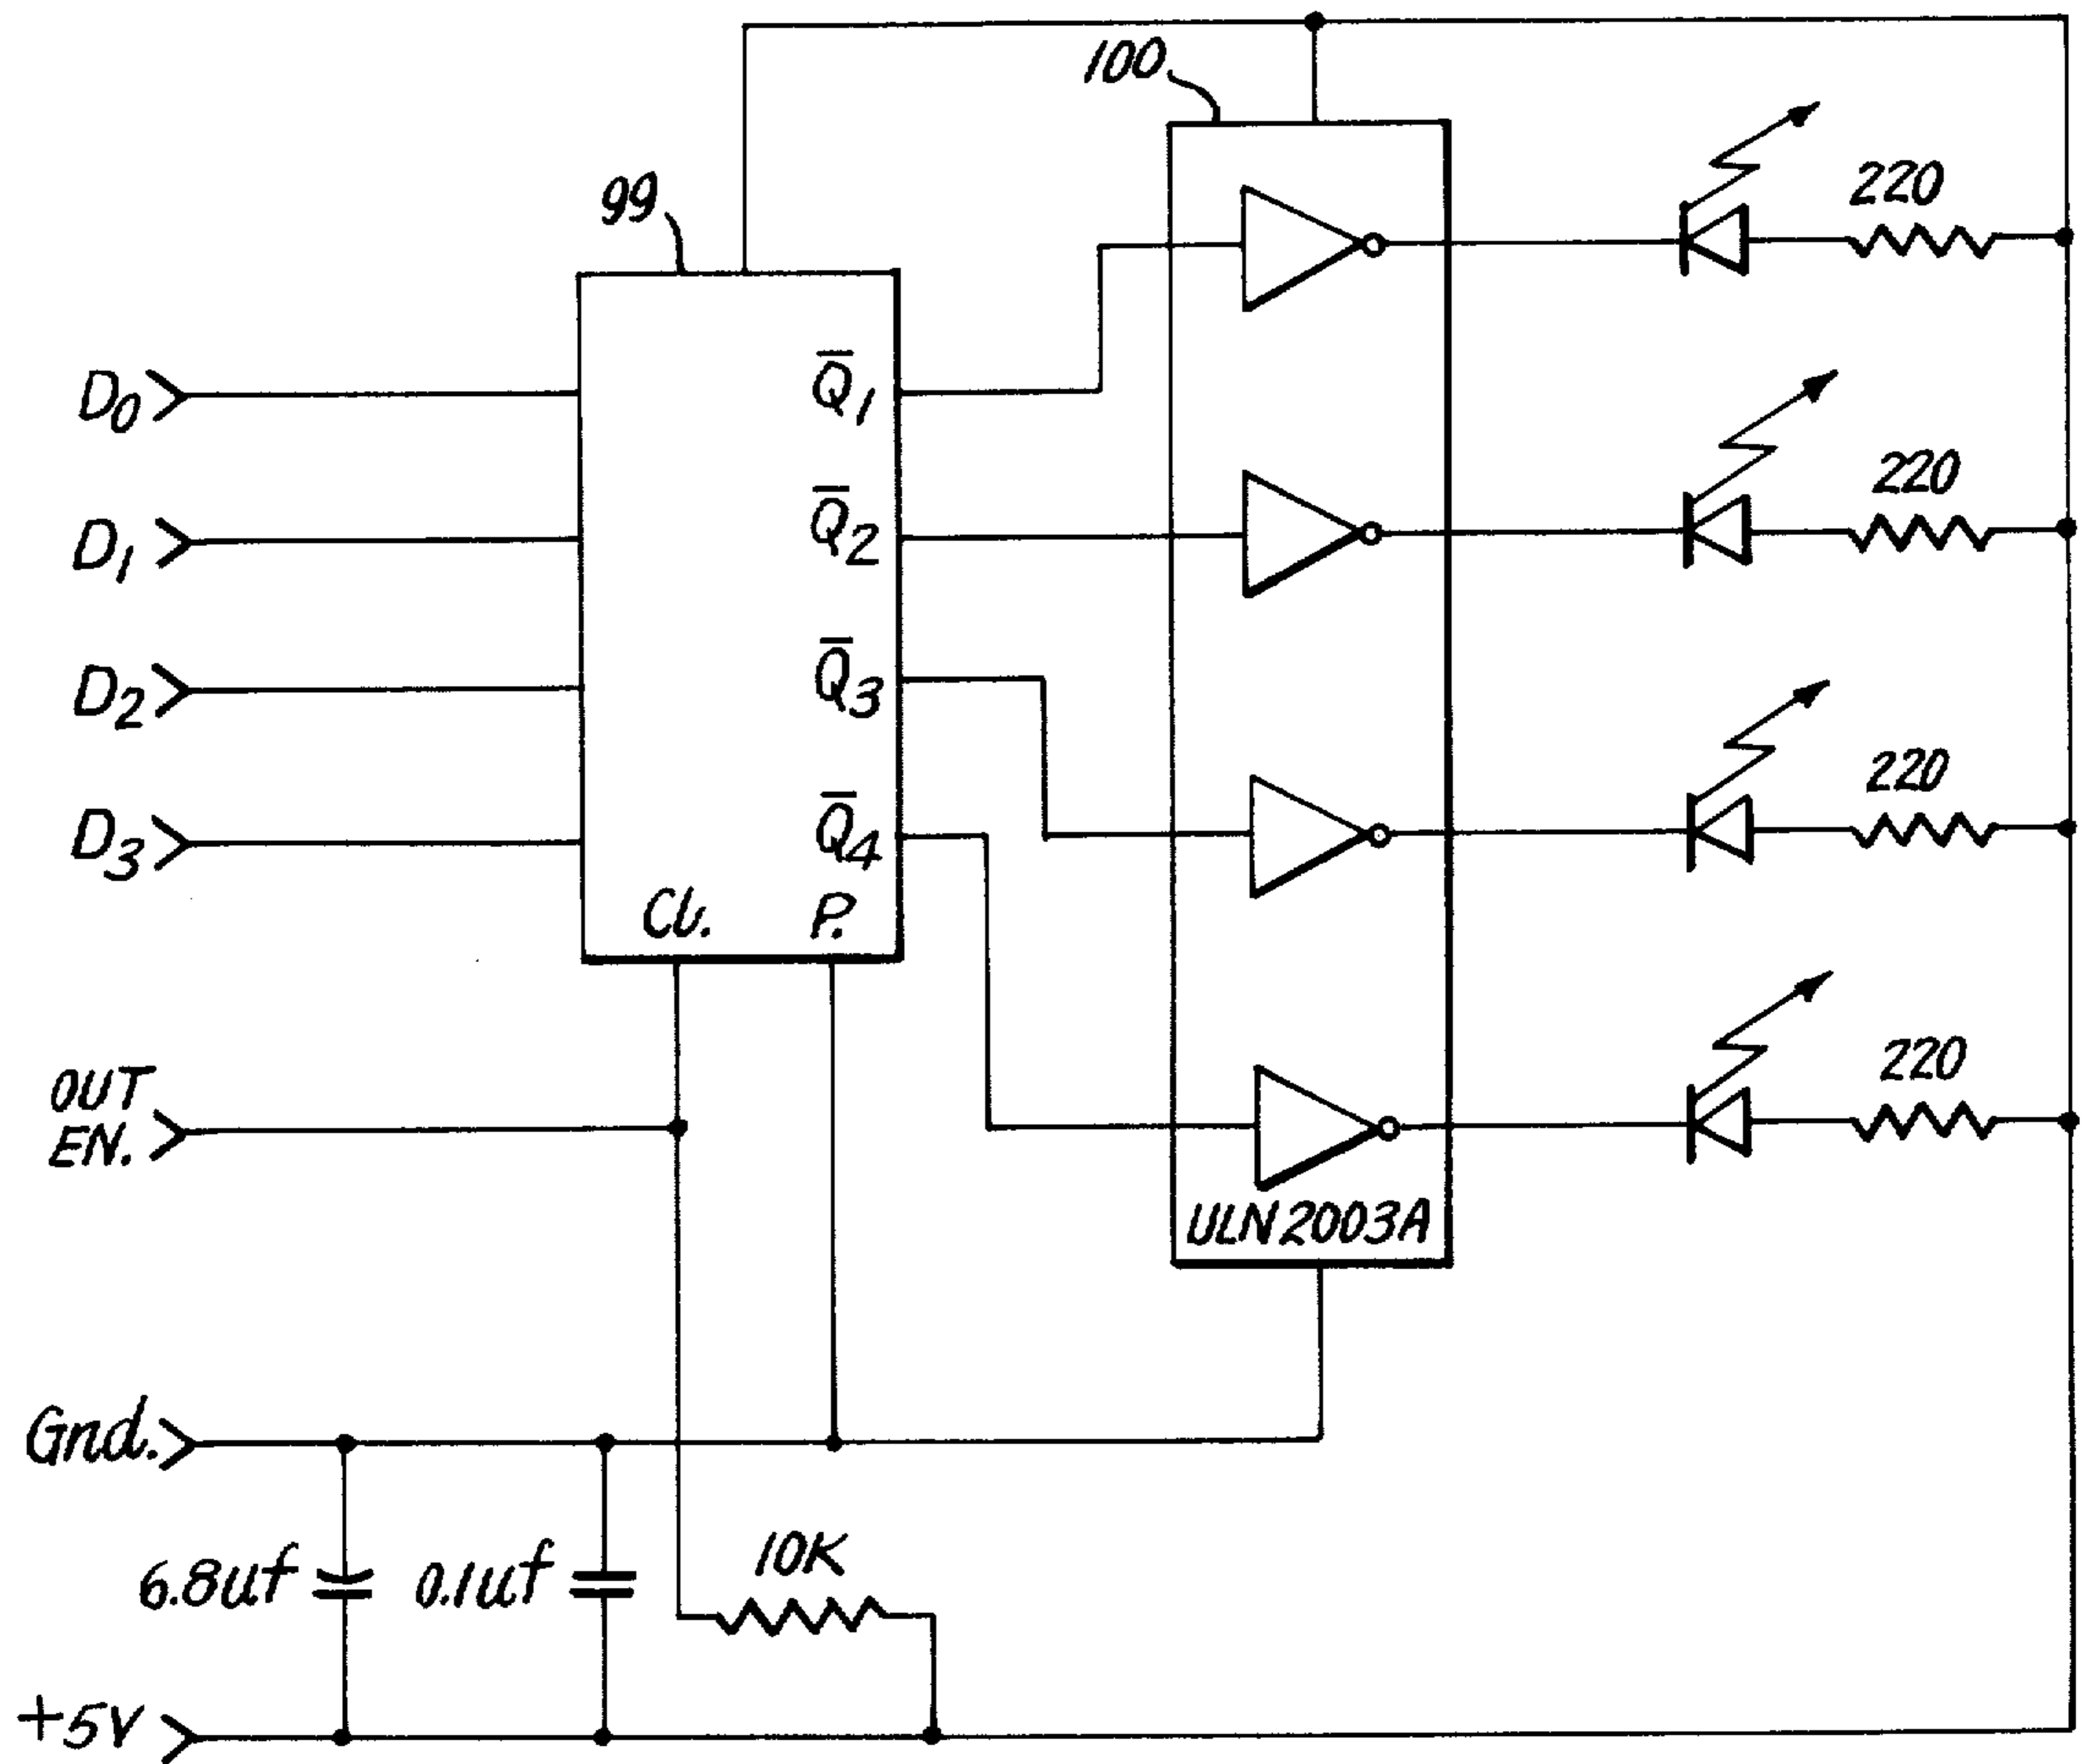 100
99
220
D0
Q̅1
D1
Q̅2
220
D2
Q̅3
D3
Q̅4
220
CL.
P.
OUT
EN.
220
ULN2003A
Gnd.
6.8uf
0.1uf
10K
+5V